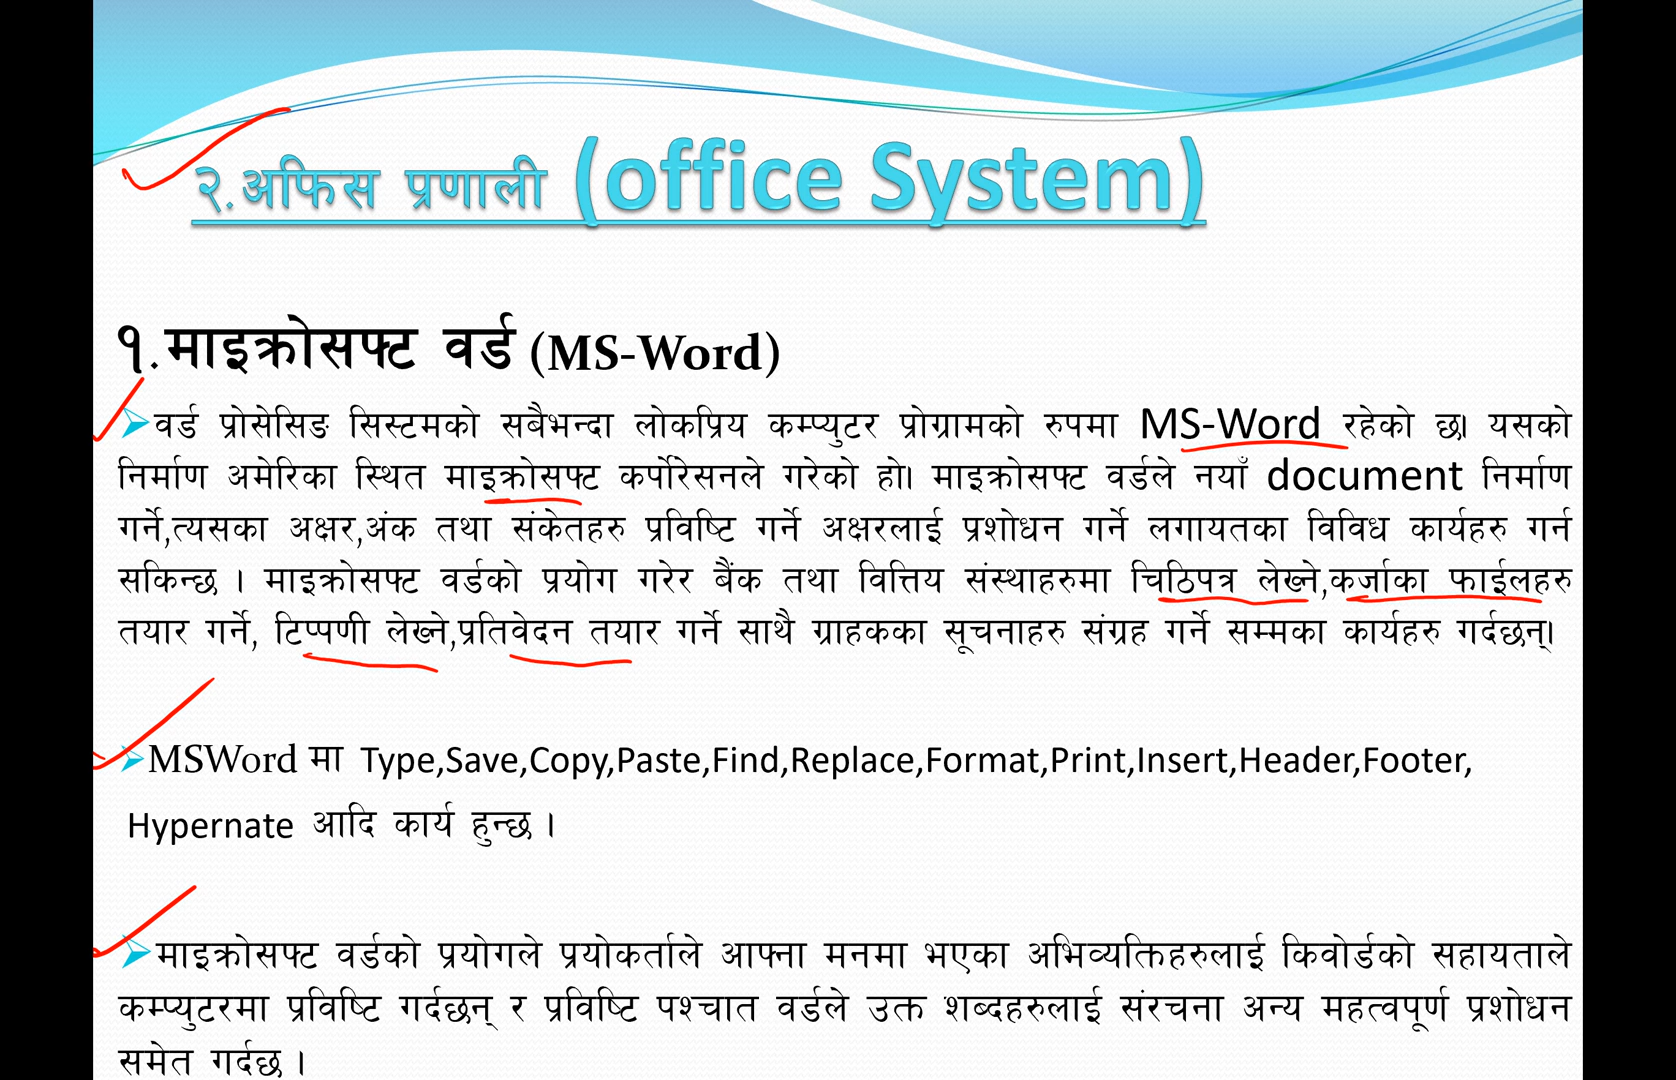 २.अफिस प्रणाली (office System)
१.माइक्रोसफ्ट वर्ड (MS-Word)
वर्ड प्रोसेसिङ सिस्टमको सबैभन्दा लोकप्रिय कम्प्युटर प्रोग्रामको रुपमा MS-Word रहेको छ। यसको
निर्माण अमेरिका स्थित माइक्रोसफ्ट कर्पोरेसनले गरेको हो। माइक्रोसफ्ट वर्डले नयाँ document निर्माण
गर्ने,त्यसका अक्षर,अंक तथा संकेतहरु प्रविष्टि गर्ने अक्षरलाई प्रशोधन गर्ने लगायतका विविध कार्यहरु गर्न
सकिन्छ । माइक्रोसफ्ट वर्डको प्रयोग गरेर बैंक तथा वित्तिय संस्थाहरुमा चिठिपत्र लेख्ने,कर्जाका फाईलहरु
तयार गर्ने, टिप्पणी लेख्ने,प्रतिवेदन तयार गर्ने साथै ग्राहकका सूचनाहरु संग्रह गर्ने सम्मका कार्यहरु गर्दछन्।
MSWord मा Type,Save,Copy,Paste,Find,Replace,Format,Print,Insert,Header,Footer,
Hypernate आदि कार्य हुन्छ ।
माइक्रोसफ्ट वर्डको प्रयोगले प्रयोकर्ताले आफ्ना मनमा भएका अभिव्यक्तिहरुलाई किवोर्डको सहायताले
कम्प्युटरमा प्रविष्टि गर्दछन् र प्रविष्टि पश्चात वर्डले उक्त शब्दहरुलाई संरचना अन्य महत्वपूर्ण प्रशोधन
समेत गर्दछ ।